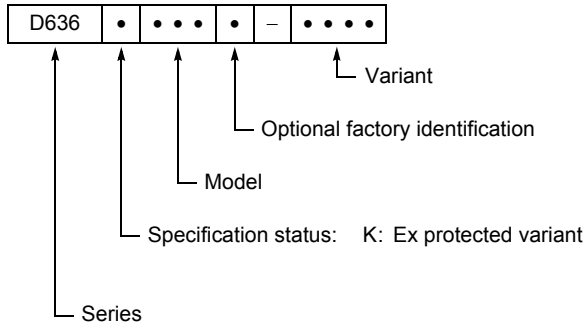 D636 • • • • • – • • • •
Variant
Optional factory identification
Model
Specification status: K: Ex protected variant
Series